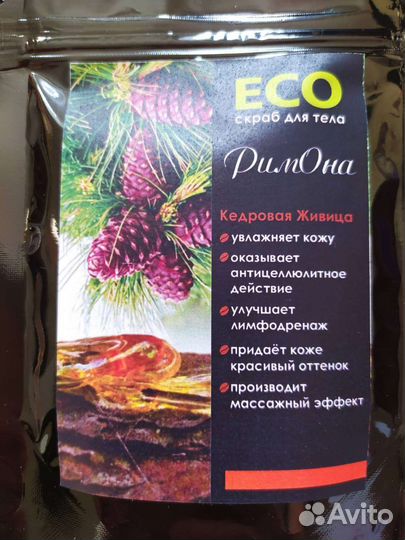 ECO
скраб для тела
РимОна
Кедровая Живица
увлажняет кожу
оказывает
антицеллюлитное
действие
улучшает
лимфодренаж
придаёт коже
красивый оттенок
производит
массажный эффект
Avito